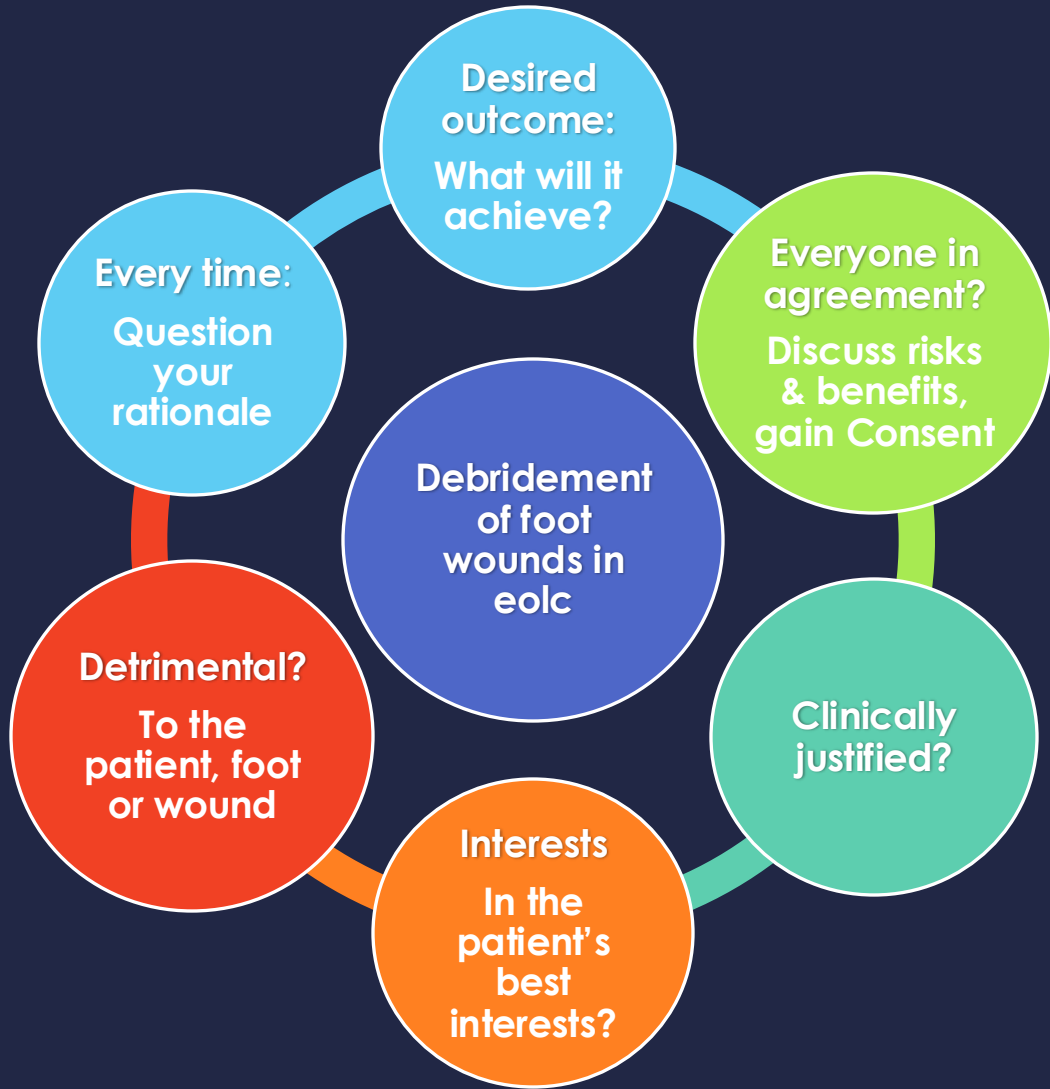 Desired
outcome:
What will it
achieve?
Everyone in
agreement?
Discuss risks
& benefits,
gain Consent
Clinically
justified?
Interests
In the
patient’s
best
interests?
Detrimental?
To the
patient, foot
or wound
Every time:
Question
your
rationale
Debridement
of foot
wounds in
eolc